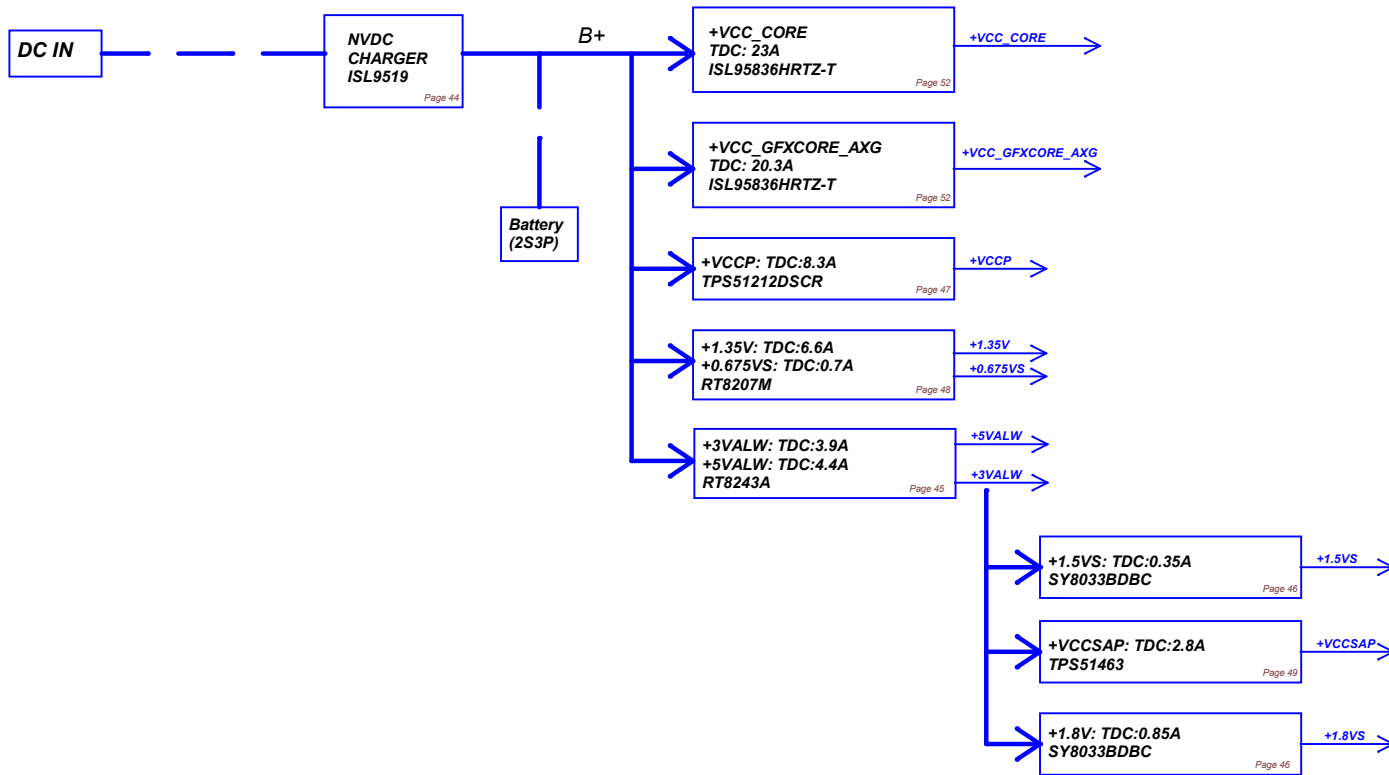 DC IN
NVDC
CHARGER
ISL9519
Page 44
B+
Battery
(2S3P)
+VCC_CORE
TDC: 23A
ISL95836HRTZ-T
Page 52
+VCC_CORE
+VCC_GFXCORE_AXG
TDC: 20.3A
ISL95836HRTZ-T
Page 52
+VCC_GFXCORE_AXG
+VCCP: TDC:8.3A
TPS51212DSCR
Page 47
+VCCP
+1.35V: TDC:6.6A
+0.675VS: TDC:0.7A
RT8207M
Page 48
+1.35V
+0.675VS
+3VALW: TDC:3.9A
+5VALW: TDC:4.4A
RT8243A
Page 45
+5VALW
+3VALW
+1.5VS: TDC:0.35A
SY8033BDBC
Page 46
+1.5VS
+VCCSAP: TDC:2.8A
TPS51463
Page 49
+VCCSAP
+1.8V: TDC:0.85A
SY8033BDBC
Page 46
+1.8VS